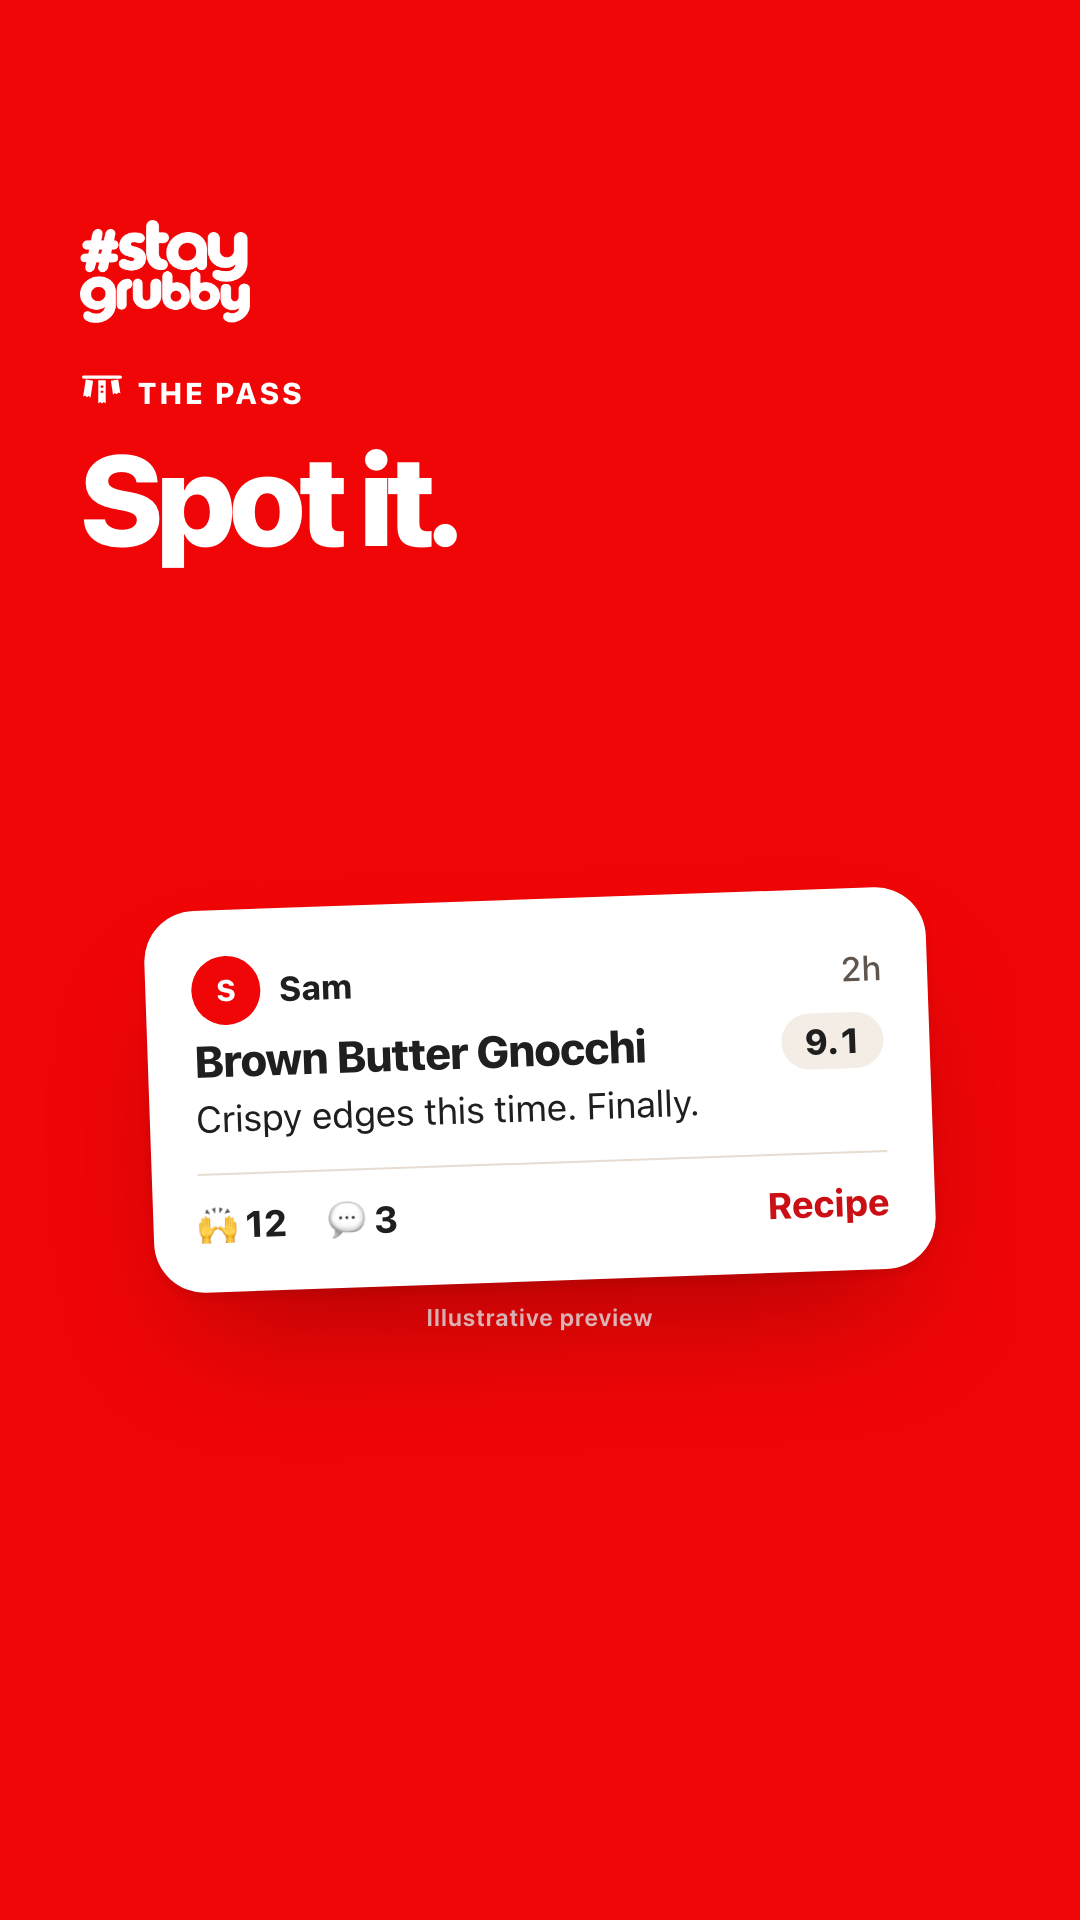 #stay
grubby
THE PASS
Spot it.
S Sam 2h
Brown Butter Gnocchi 9.1
Crispy edges this time. Finally.
🙌 12 💬 3 Recipe
Illustrative preview